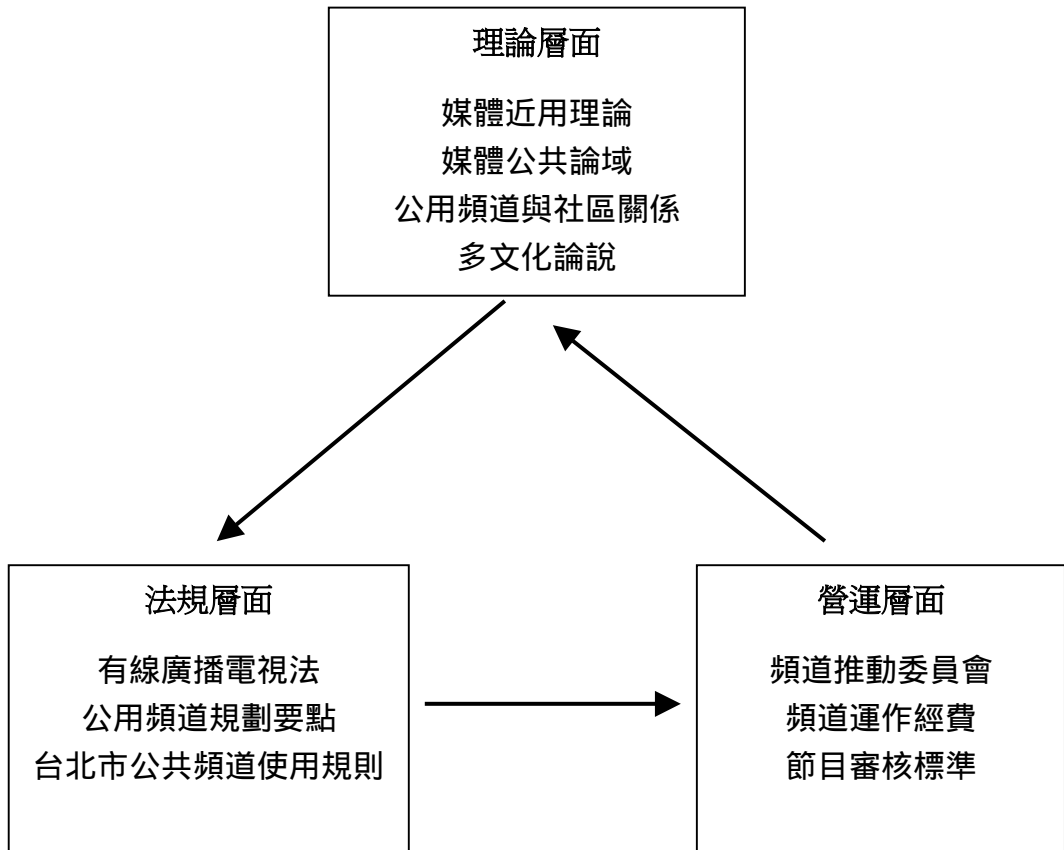 理論層面
媒體近用理論
媒體公共論域
公用頻道與社區關係
多文化論說
法規層面
有線廣播電視法
公用頻道規劃要點
台北市公共頻道使用規則
營運層面
頻道推動委員會
頻道運作經費
節目審核標準